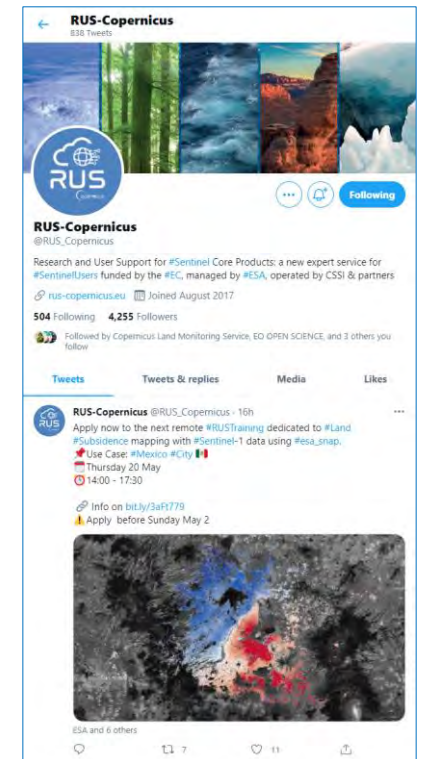 RUS-Copernicus
838 Tweets
RUS
COPERNICUS
Following
RUS-Copernicus
@RUS_Copernicus
Research and User Support for #Sentinel Core Products: a new expert service for
#SentinelUsers funded by the #EC, managed by #ESA, operated by CSSI & partners
rus-copernicus.eu Joined August 2017
504 Following 4,255 Followers
Followed by Copernicus Land Monitoring Service, EO OPEN SCIENCE, and 3 others you
follow
Tweets Tweets & replies Media Likes
RUS-Copernicus @RUS_Copernicus · 16h
RUS
Apply now to the next remote #RUSTraining dedicated to #Land
#Subsidence mapping with #Sentinel-1 data using #esa_snap.
📌Use Case: #Mexico #City 🇲🇽
🗓Thursday 20 May
🕑14:00 - 17:30
🔗 Info on bit.ly/3aFt779
⚠Apply before Sunday May 2
ESA and 6 others
7 11